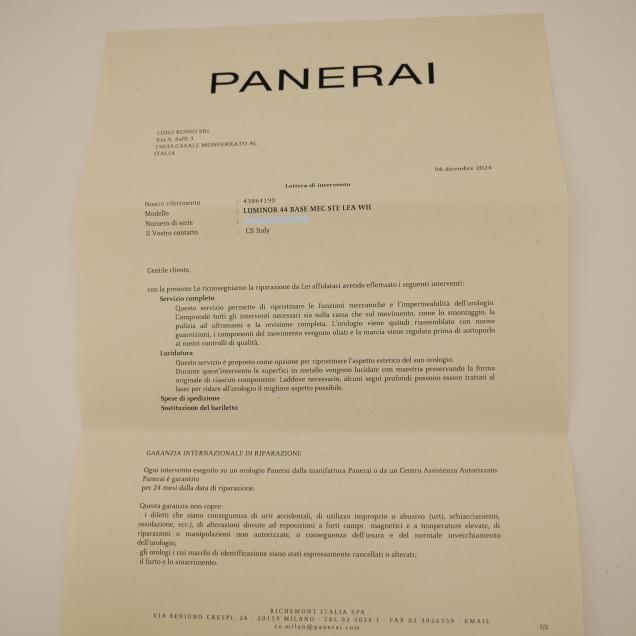 PANERAI
LUIGI ROSSO SRL
Via A. Saffi 3
15033 CASALE MONFERRATO AL
ITALIA
06 dicembre 2024
Lettera di intervento
Nostro riferimento : 43864190
Modello : LUMINOR 44 BASE MEC STE LEA WH
Numero di serie :
Il Vostro contatto : CS Italy
Gentile cliente,
con la presente Le riconsegniamo la riparazione da Lei affidataci avendo effettuato i seguenti interventi:
Servizio completo
Questo servizio permette di ripristinare le funzioni meccaniche e l'impermeabilità dell'orologio.
Comprende tutti gli interventi necessari sia sulla cassa che sul movimento, come lo smontaggio, la
pulizia ad ultrasuoni e la revisione completa. L'orologio viene quindi riassemblato con nuove
guarnizioni, i componenti del movimento vengono oliati e la marcia viene regolata prima di sottoporlo
ai nostri controlli di qualità.
Lucidatura
Questo servizio è proposto come opzione per ripristinare l'aspetto estetico del suo orologio.
Durante quest'intervento le superfici in metallo vengono lucidate con maestria preservando la forma
originale di ciascun componente. Laddove necessario, alcuni segni profondi possono essere trattati al
laser per ridare all'orologio il migliore aspetto possibile.
Spese di spedizione
Sostituzione del bariletto
GARANZIA INTERNAZIONALE DI RIPARAZIONE
Ogni intervento eseguito su un orologio Panerai dalla manifattura Panerai o da un Centro Assistenza Autorizzato
Panerai è garantito
per 24 mesi dalla data di riparazione.
Questa garanzia non copre:
- i difetti che siano conseguenza di urti accidentali, di utilizzo improprio o abusivo (urti, schiacciamenti,
ossidazione, ecc.), di alterazioni dovute ad esposizioni a forti campi magnetici e a temperature elevate, di
riparazioni o manipolazioni non autorizzate, o conseguenza dell'usura e del normale invecchiamento
dell'orologio;
- gli orologi i cui marchi di identificazione siano stati espressamente cancellati o alterati;
- il furto e lo smarrimento.
RICHEMONT ITALIA SPA
VIA BENIGNO CRESPI, 26 - 20159 MILANO - TEL 02 3026.1 - FAX 02 3026350 - EMAIL
cs.milan@panerai.com
1/2